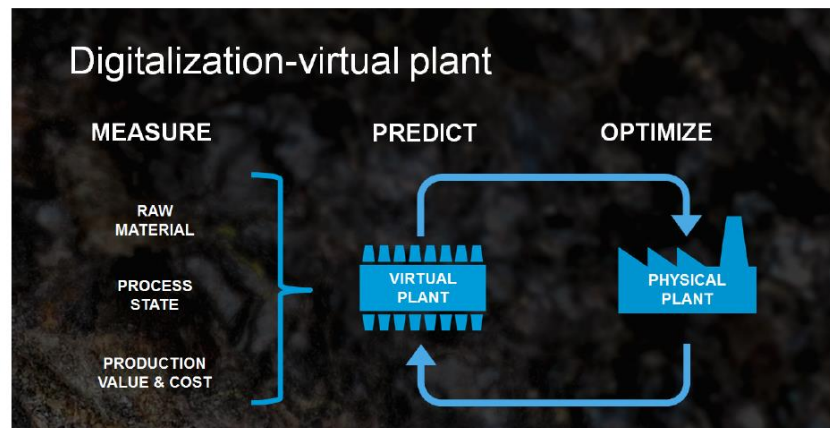 Digitalization-virtual plant
MEASURE
PREDICT
OPTIMIZE
RAW
MATERIAL
PROCESS
STATE
PRODUCTION
VALUE & COST
VIRTUAL
PLANT
PHYSICAL
PLANT